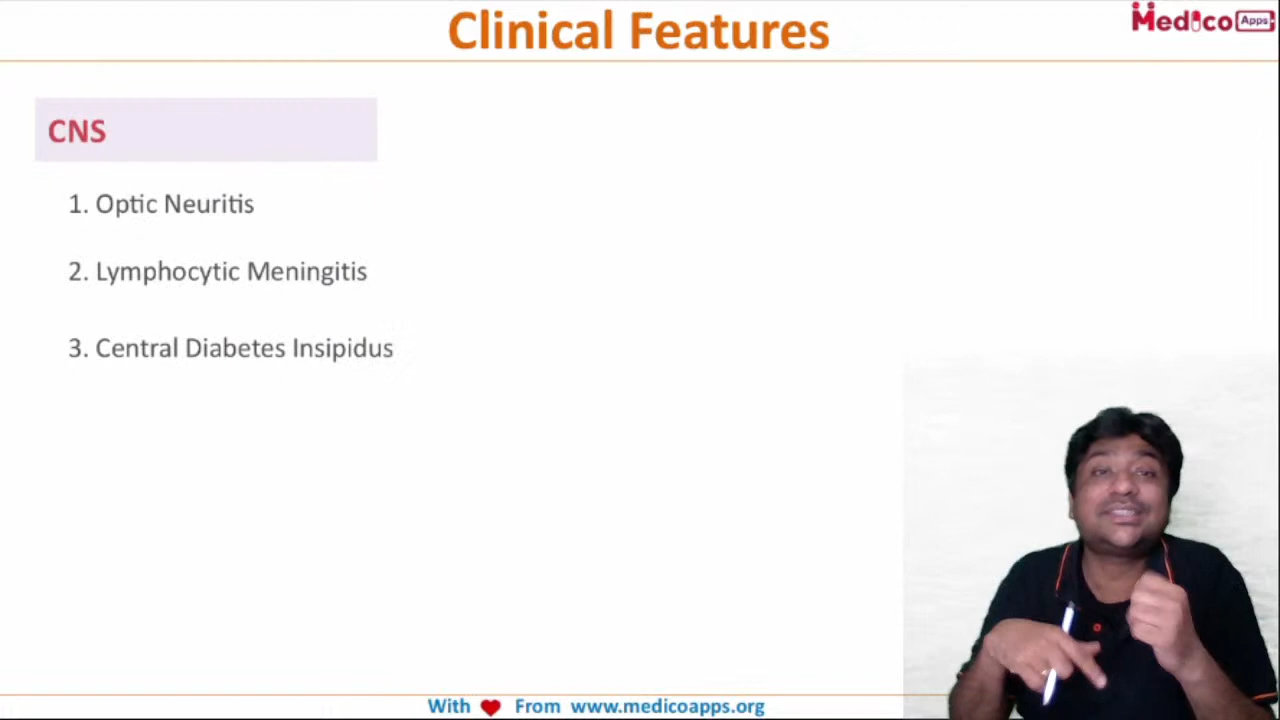 Clinical Features
Medico Apps
CNS
1. Optic Neuritis
2. Lymphocytic Meningitis
3. Central Diabetes Insipidus
With From www.medicoapps.org